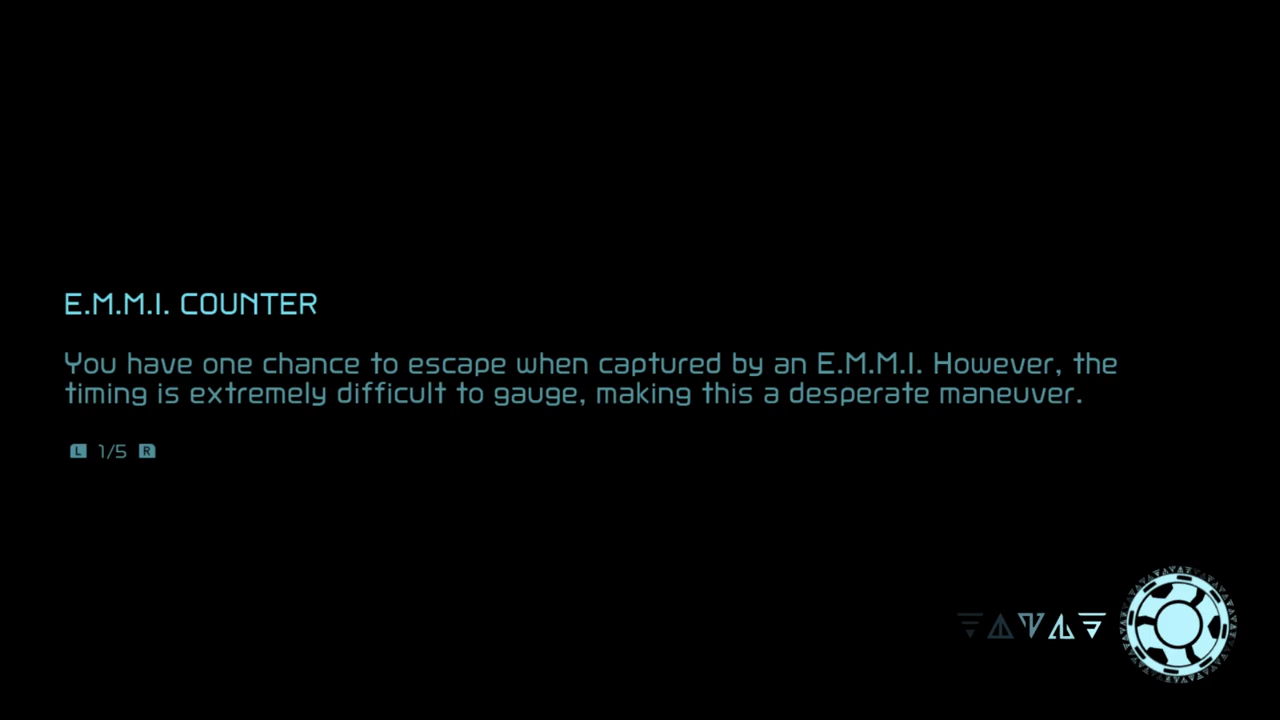 E.M.M.I. COUNTER
You have one chance to escape when captured by an E.M.M.I. However, the
timing is extremely difficult to gauge, making this a desperate maneuver.
L 1/5 R